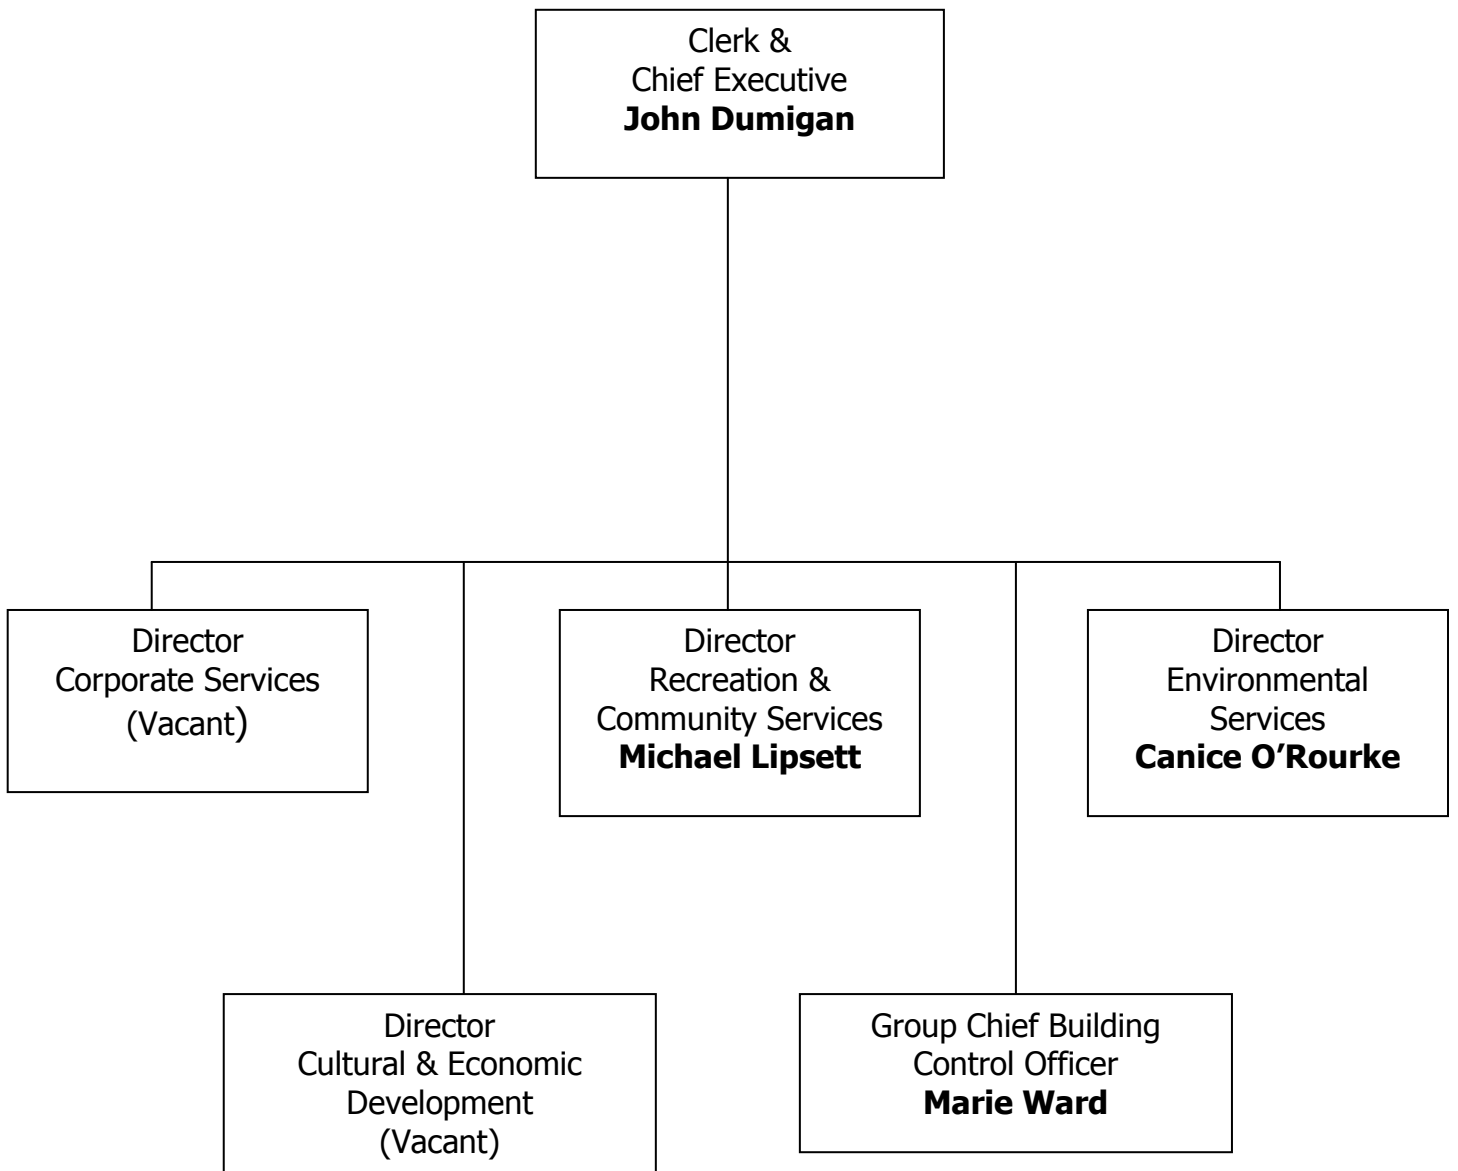 Clerk &
Chief Executive
John Dumigan
Director
Corporate Services
(Vacant)
Director
Recreation &
Community Services
Michael Lipsett
Director
Environmental
Services
Canice O’Rourke
Director
Cultural & Economic
Development
(Vacant)
Group Chief Building
Control Officer
Marie Ward